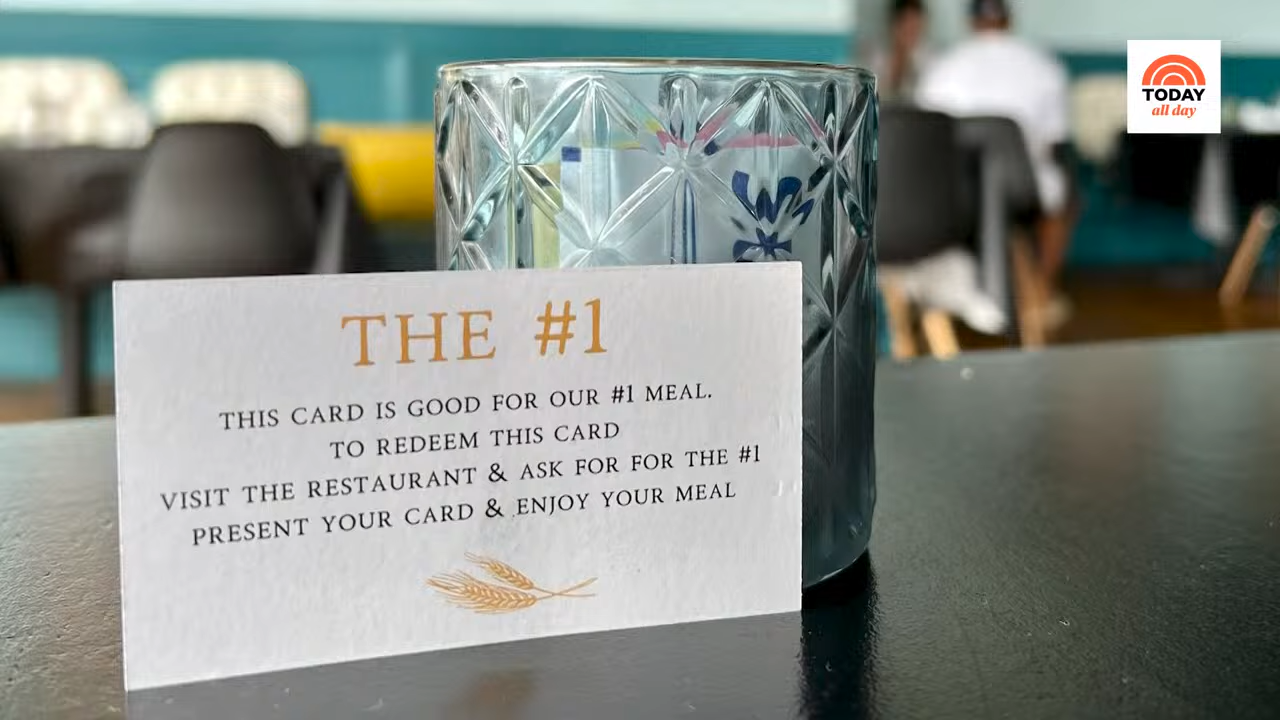 THE #1
THIS CARD IS GOOD FOR OUR #1 MEAL.
TO REDEEM THIS CARD
VISIT THE RESTAURANT & ASK FOR FOR THE #1
PRESENT YOUR CARD & ENJOY YOUR MEAL
TODAY
all day